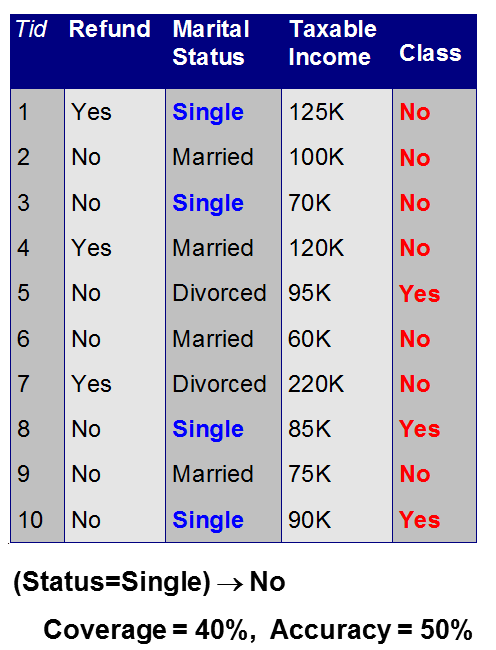 Tid Refund Marital Status Taxable Income Class
1 Yes Single 125K No
2 No Married 100K No
3 No Single 70K No
4 Yes Married 120K No
5 No Divorced 95K Yes
6 No Married 60K No
7 Yes Divorced 220K No
8 No Single 85K Yes
9 No Married 75K No
10 No Single 90K Yes
(Status=Single) → No
Coverage = 40%, Accuracy = 50%